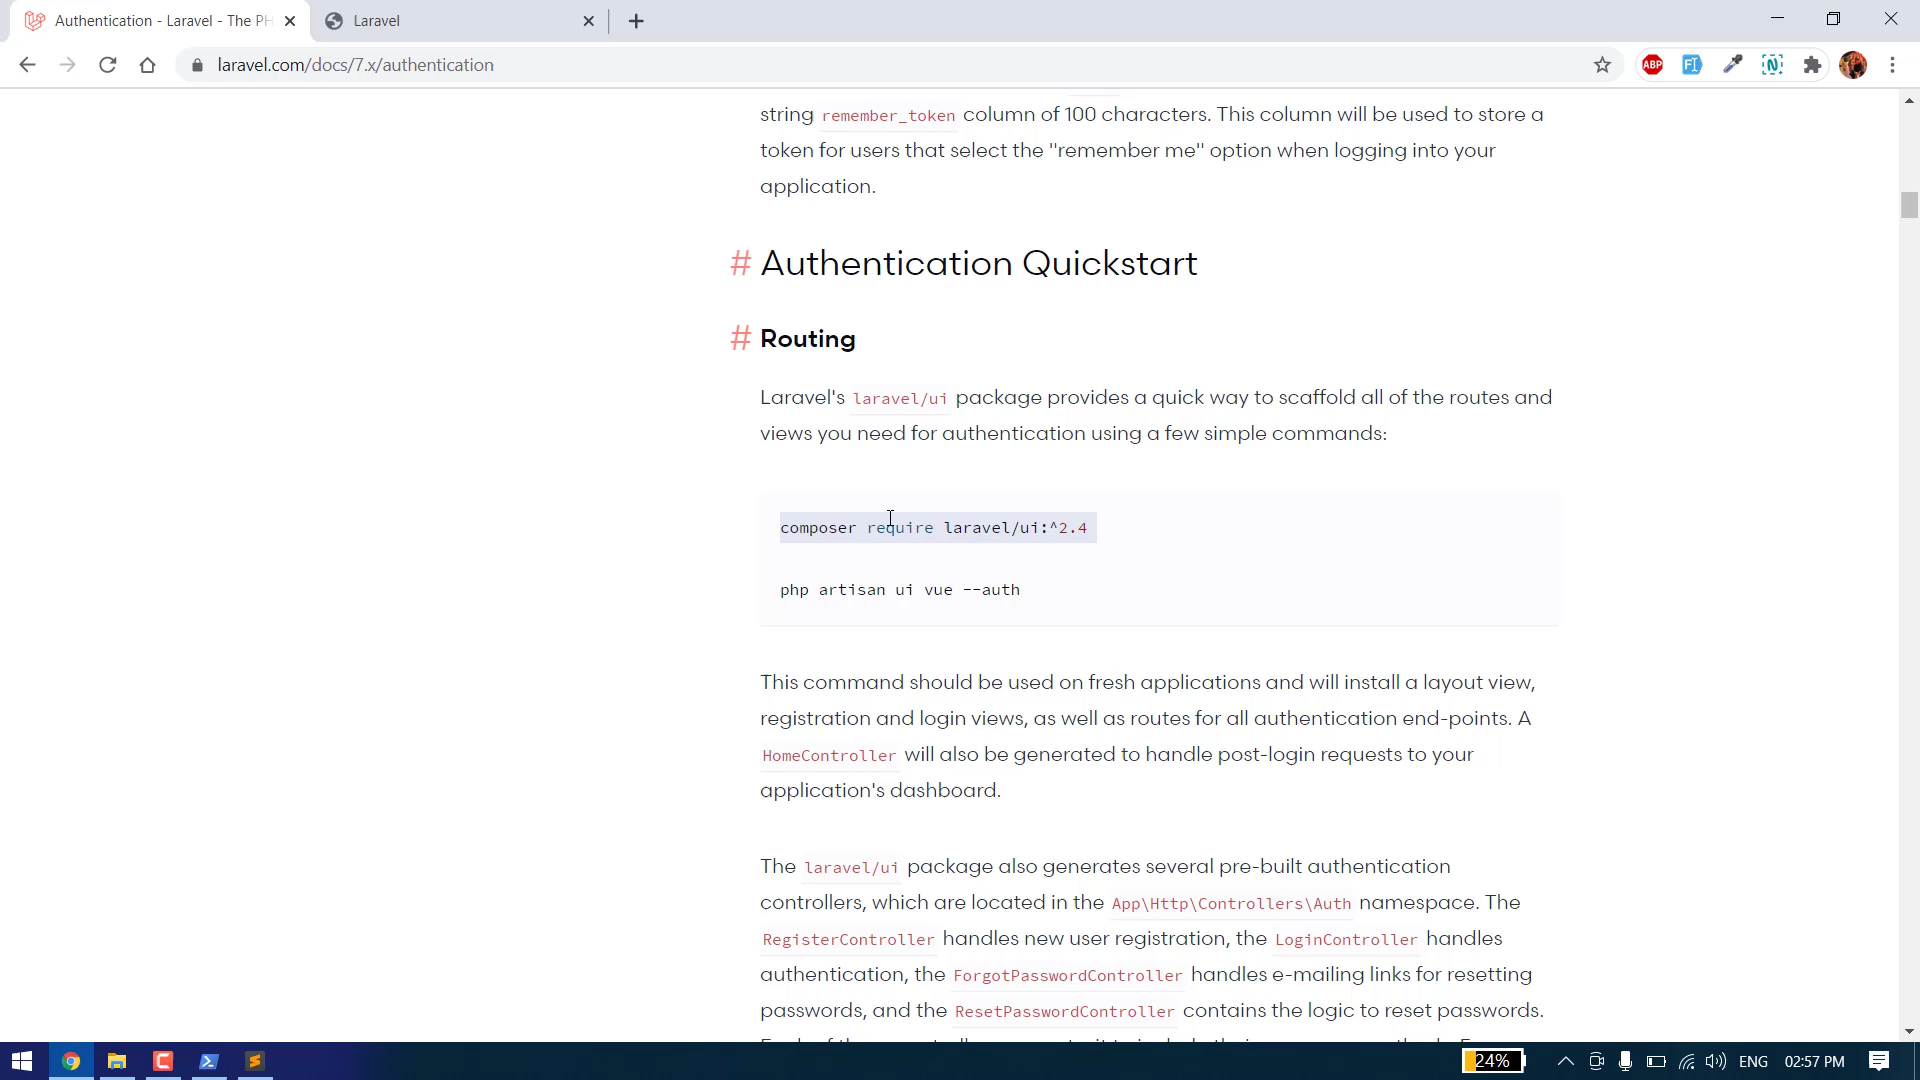 Authentication - Laravel - The PH
Laravel
laravel.com/docs/7.x/authentication
ABP
string remember_token column of 100 characters. This column will be used to store a
token for users that select the "remember me" option when logging into your
application.
# Authentication Quickstart
# Routing
Laravel's laravel/ui package provides a quick way to scaffold all of the routes and
views you need for authentication using a few simple commands:
composer require laravel/ui:^2.4
php artisan ui vue --auth
This command should be used on fresh applications and will install a layout view,
registration and login views, as well as routes for all authentication end-points. A
HomeController will also be generated to handle post-login requests to your
application's dashboard.
The laravel/ui package also generates several pre-built authentication
controllers, which are located in the App\Http\Controllers\Auth namespace. The
RegisterController handles new user registration, the LoginController handles
authentication, the ForgotPasswordController handles e-mailing links for resetting
passwords, and the ResetPasswordController contains the logic to reset passwords.
24%
ENG
02:57 PM